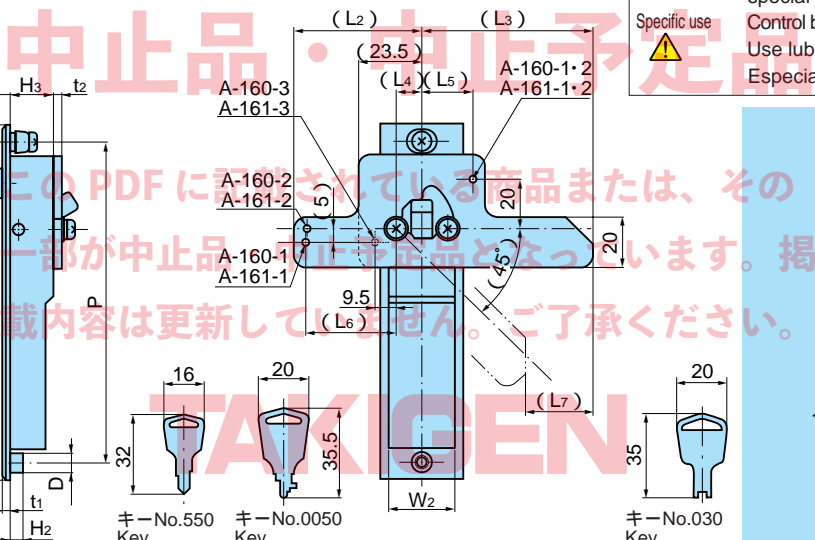 中止品・中止予定品
このPDFに記載されている商品または、その
一部が中止品・中止予定品となっています。掲
載内容は更新していません。ご了承ください。
TAKIGEN
Specific use
Control b
Use lub
Especia
(L2)
(L3)
(23.5)
(L4)
(L5)
H3
t2
A-160-3
A-161-3
A-160-1・2
A-161-1・2
A-160-2
A-161-2
(5)
20
20
A-160-1
A-161-1
(45°)
P
9.5
(L6)
(L7)
16
20
20
32
35.5
35
D
t1
H2
W2
キーNo.550
Key
キーNo.0050
Key
キーNo.030
Key